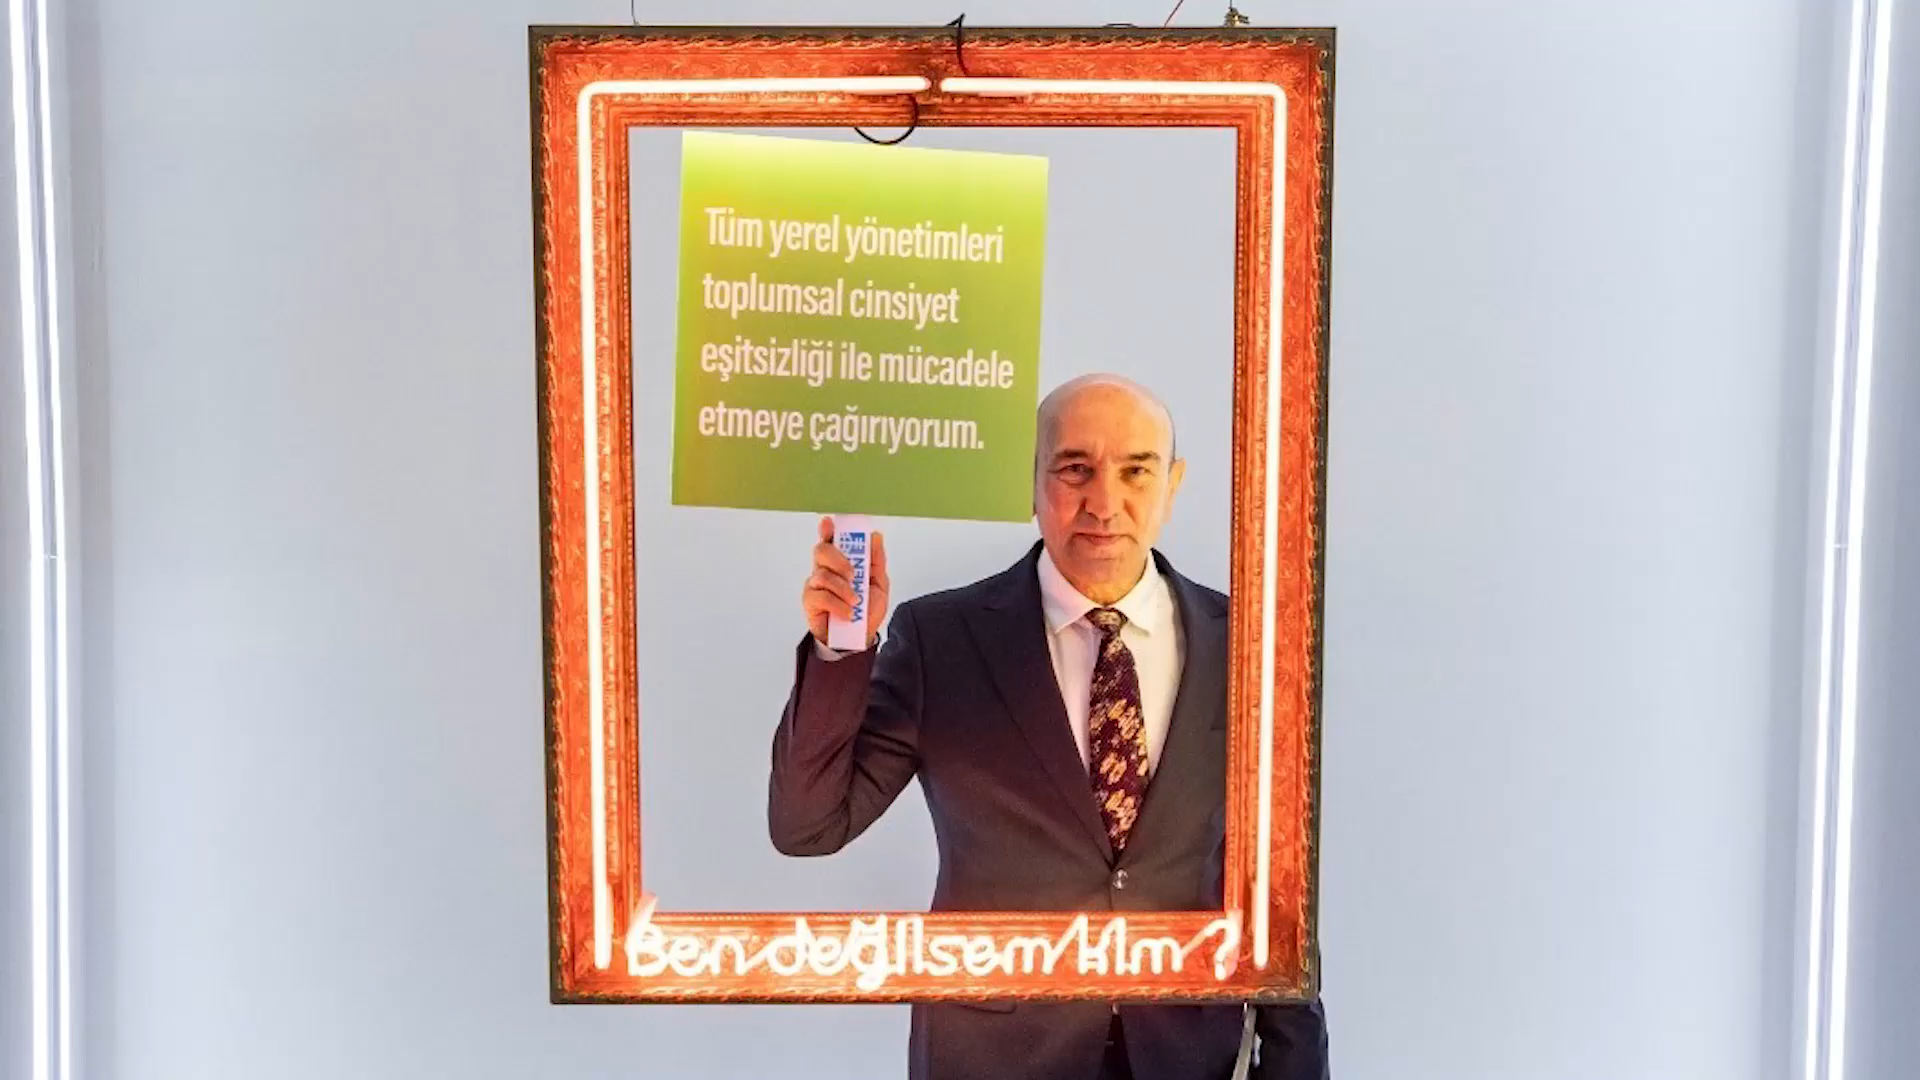 Tüm yerel yönetimleri
toplumsal cinsiyet
eşitsizliği ile mücadele
etmeye çağırıyorum.
WOMEN
Ben değilsem kim?